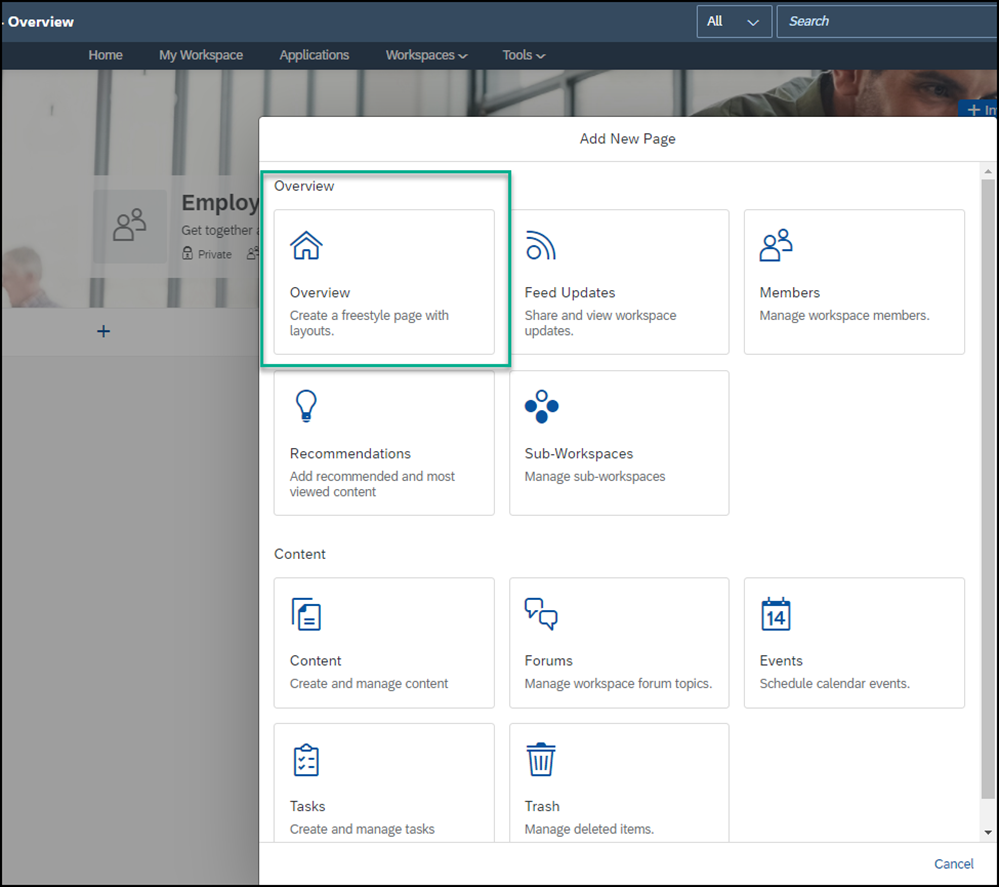 Overview
All
Search
Home
My Workspace
Applications
Workspaces
Tools
Add New Page
Employ
Get together
Private
Overview
Overview
Create a freestyle page with
layouts.
Feed Updates
Share and view workspace
updates.
Members
Manage workspace members.
Recommendations
Add recommended and most
viewed content
Sub-Workspaces
Manage sub-workspaces
Content
Content
Create and manage content
Forums
Manage workspace forum topics.
14
Events
Schedule calendar events.
Tasks
Create and manage tasks
Trash
Manage deleted items.
Cancel